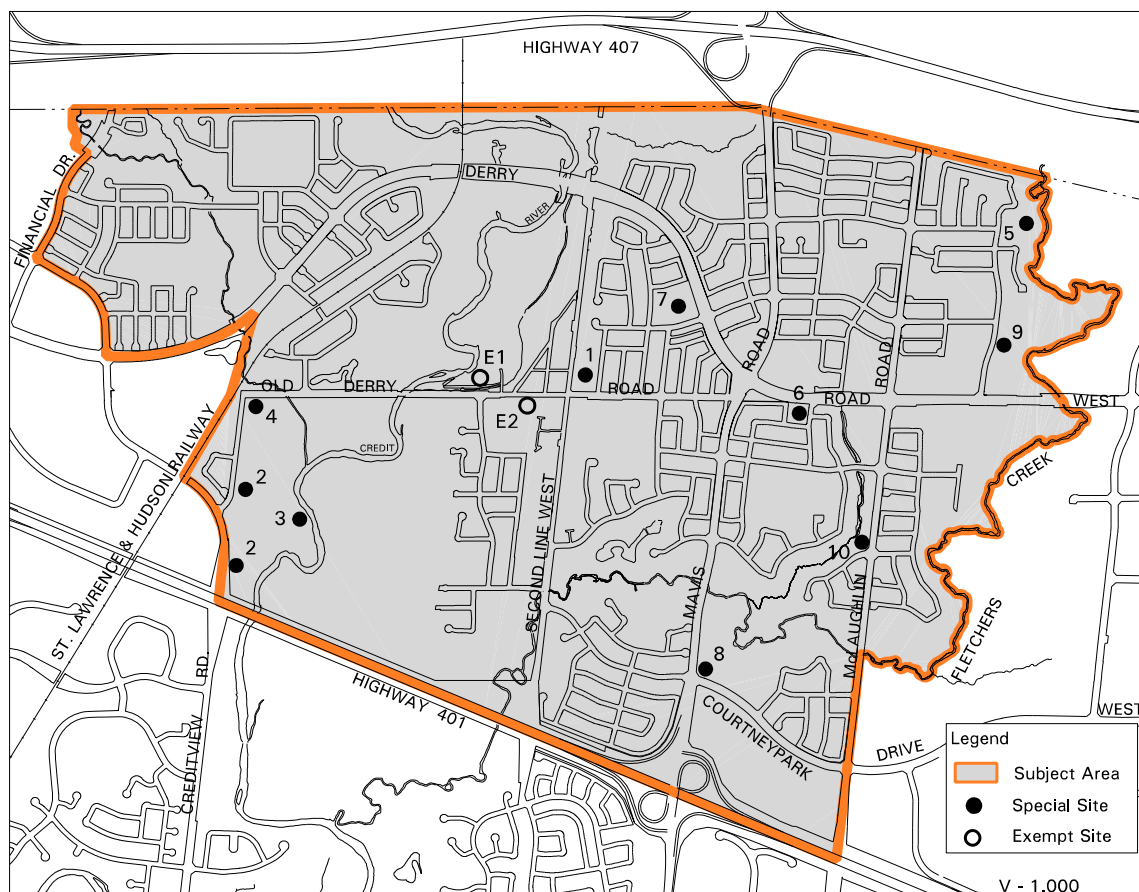 HIGHWAY 407
FINANCIAL DR.
DERRY
RIVER
5
7
9
ROAD
ROAD
E1
1
OLD
DERRY
ROAD
6
ROAD
WEST
4
E2
CREDIT
ST. LAWRENCE & HUDSON RAILWAY
2
3
CREEK
10
2
SECOND LINE WEST
MAVIS
McLAUGHLIN
FLETCHERS
8
HIGHWAY 401
CREDITVIEW
RD.
COURTNEYPARK
DRIVE
WEST
Legend
Subject Area
Special Site
Exempt Site
V - 1.000